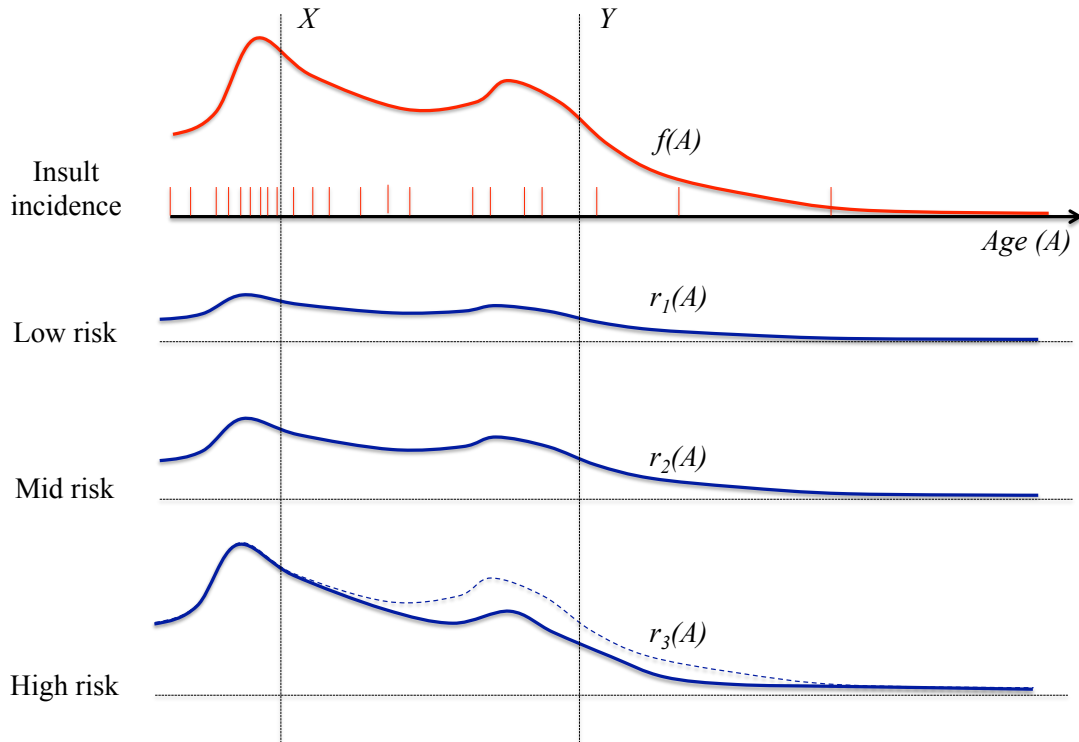 X
Y
f(A)
Insult
incidence
Age (A)
r₁(A)
Low risk
r₂(A)
Mid risk
r₃(A)
High risk